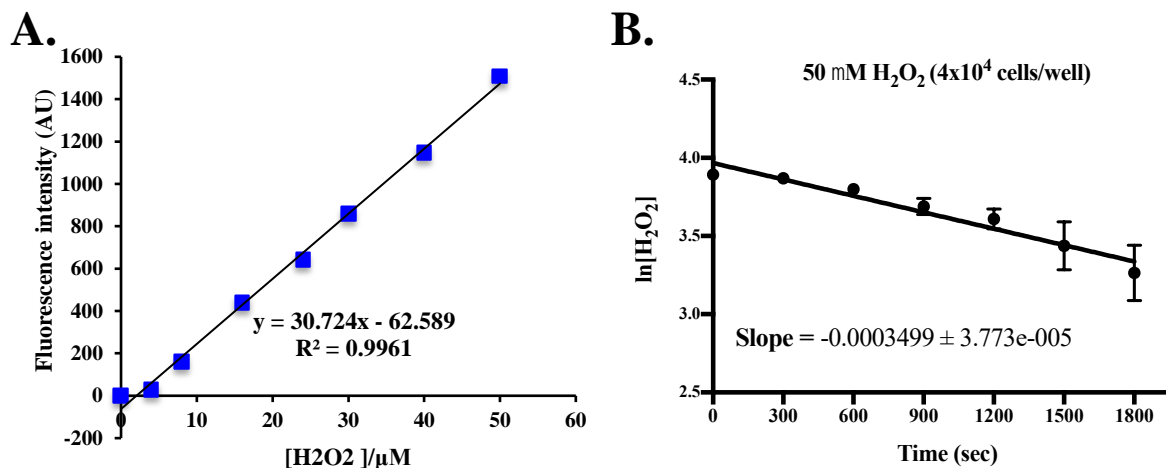 A.
1600
1400
1200
1000
800
600
400
200
0
-200
0 10 20 30 40 50 60
Fluorescence intensity (AU)
[H2O2 ]/µM
y = 30.724x - 62.589
R² = 0.9961
B.
50 mM H₂O₂ (4x10⁴ cells/well)
4.5
4.0
3.5
3.0
2.5
ln[H₂O₂]
Slope = -0.0003499 ± 3.773e-005
0 300 600 900 1200 1500 1800
Time (sec)